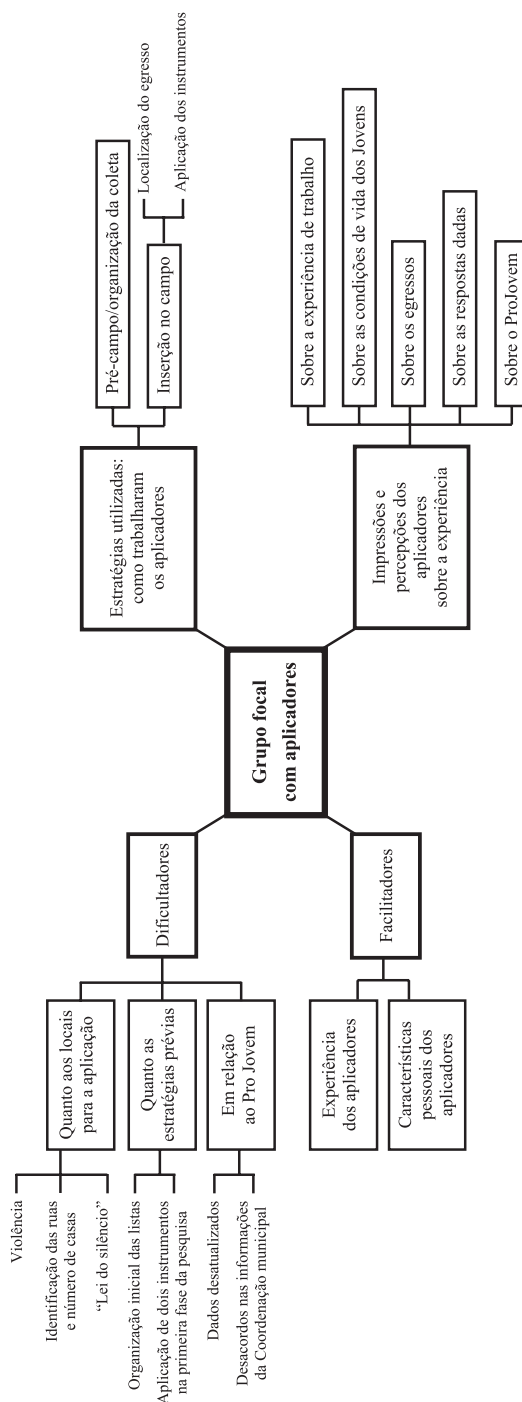 Violência
Identificação das ruas
e número de casas
“Lei do silêncio”
Quanto aos locais
para a aplicação
Organização inicial das listas
Aplicação de dois instrumentos
na primeira fase da pesquisa
Quanto as
estratégias prévias
Dados desatualizados
Desacordos nas informações
da Coordenação municipal
Em relação
ao Pro Jovem
Dificultadores
Experiência
dos aplicadores
Características
pessoais dos
aplicadores
Facilitadores
Grupo focal
com aplicadores
Estratégias utilizadas:
como trabalharam
os aplicadores
Pré-campo/organização da coleta
Inserção no campo
Localização do egresso
Aplicação dos instrumentos
Impressões e
percepções dos
aplicadores
sobre a experiência
Sobre a experiência de trabalho
Sobre as condições de vida dos Jovens
Sobre os egressos
Sobre as respostas dadas
Sobre o ProJovem